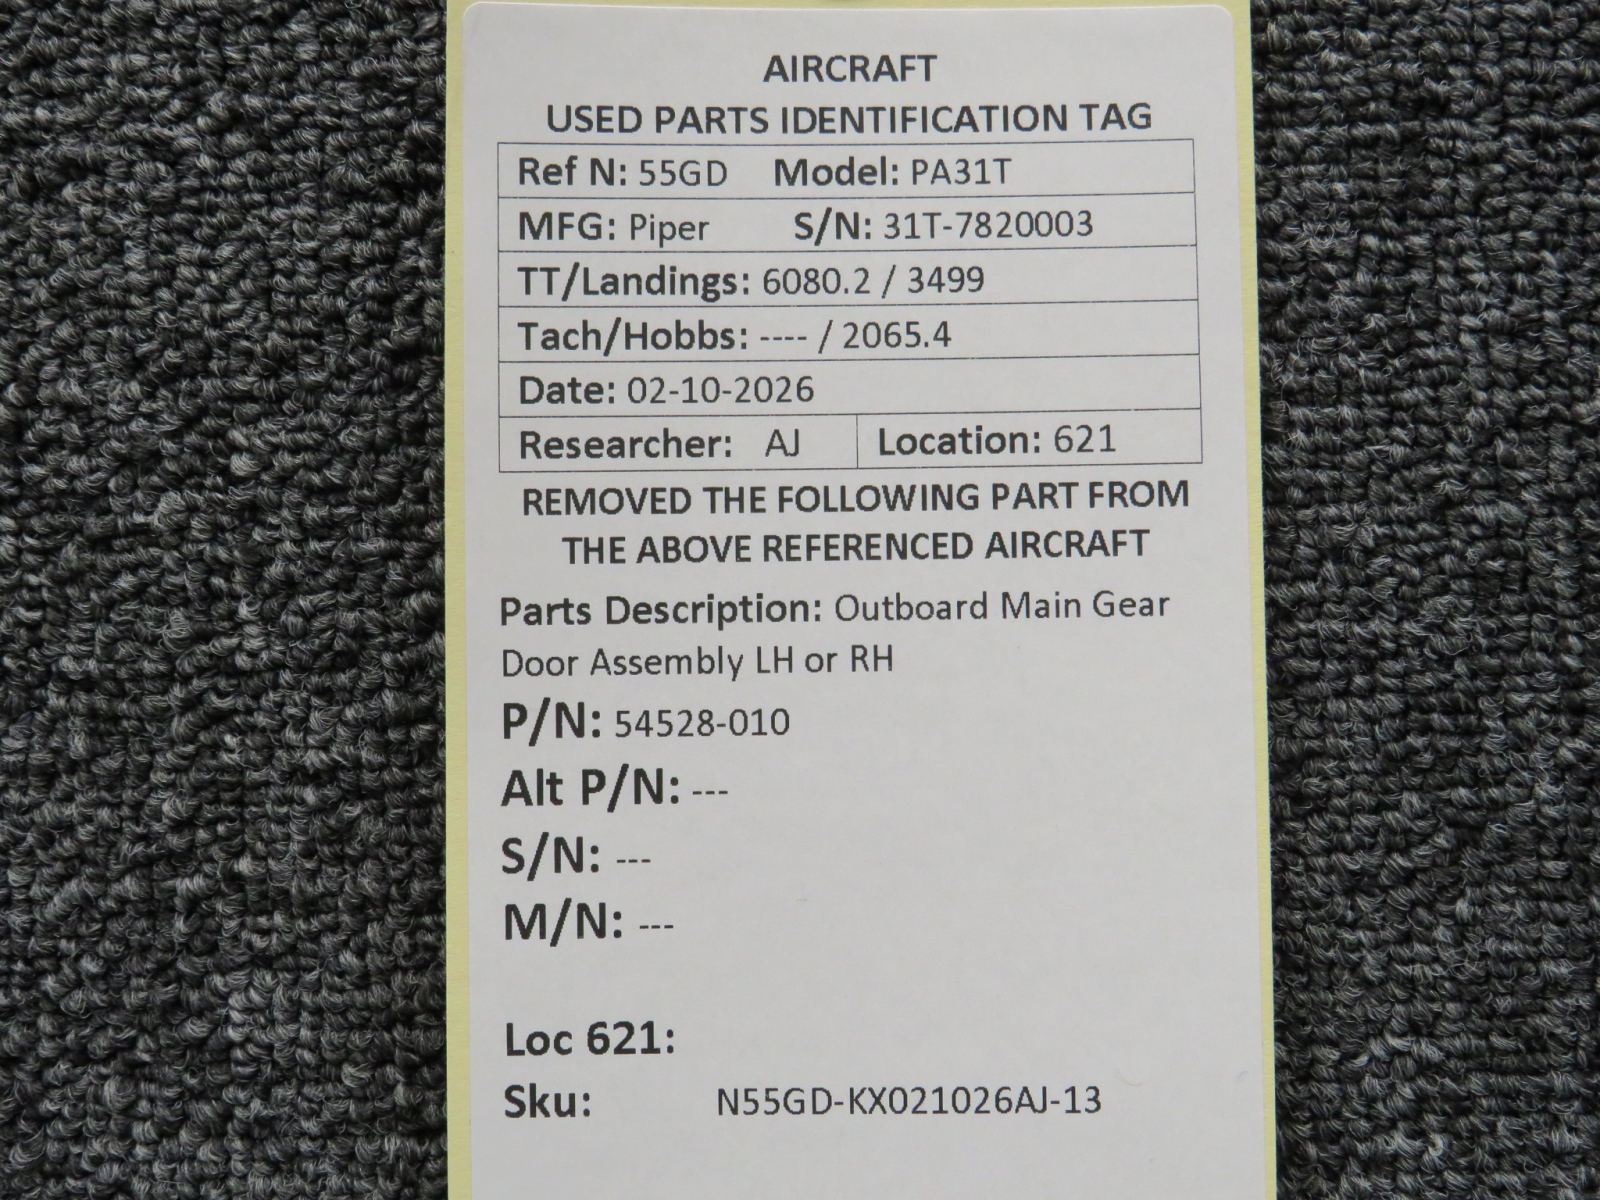 AIRCRAFT
USED PARTS IDENTIFICATION TAG
Ref N: 55GD Model: PA31T
MFG: Piper S/N: 31T-7820003
TT/Landings: 6080.2 / 3499
Tach/Hobbs: ---- / 2065.4
Date: 02-10-2026
Researcher: AJ Location: 621
REMOVED THE FOLLOWING PART FROM
THE ABOVE REFERENCED AIRCRAFT
Parts Description: Outboard Main Gear
Door Assembly LH or RH
P/N: 54528-010
Alt P/N: ---
S/N: ---
M/N: ---
Loc 621:
Sku: N55GD-KX021026AJ-13